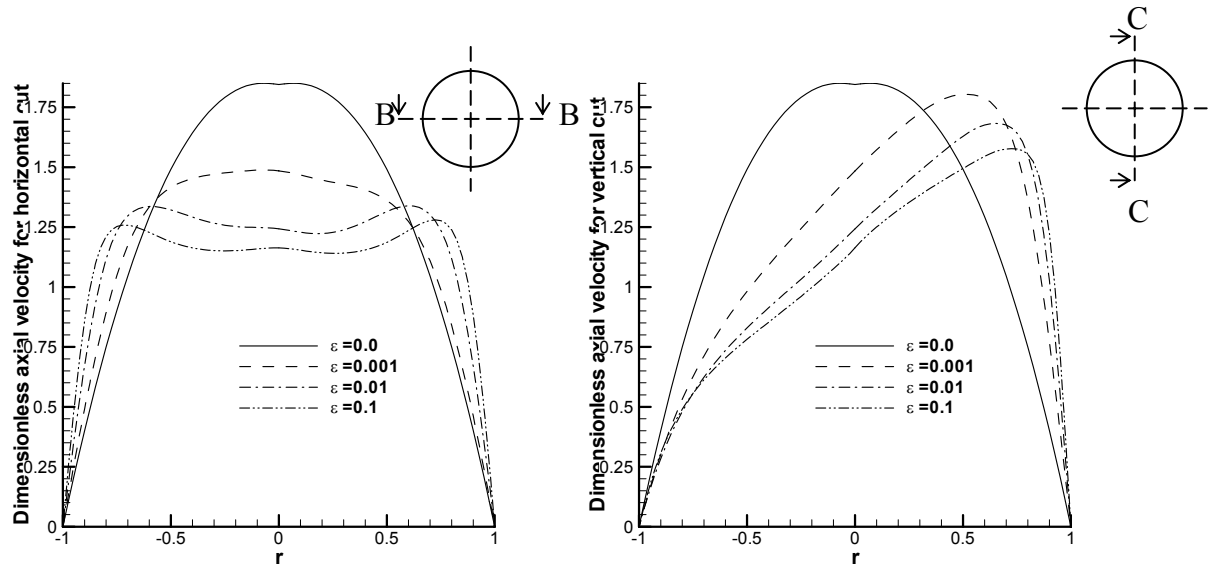 Dimensionless axial velocity for horizontal cut
1.75
1.5
1.25
1
0.75
0.5
0.25
0
-1
-0.5
0
0.5
1
r
ε =0.0
ε =0.001
ε =0.01
ε =0.1
B
B
Dimensionless axial velocity for vertical cut
1.75
1.5
1.25
1
0.75
0.5
0.25
0
-1
-0.5
0
0.5
1
r
ε =0.0
ε =0.001
ε =0.01
ε =0.1
C
C